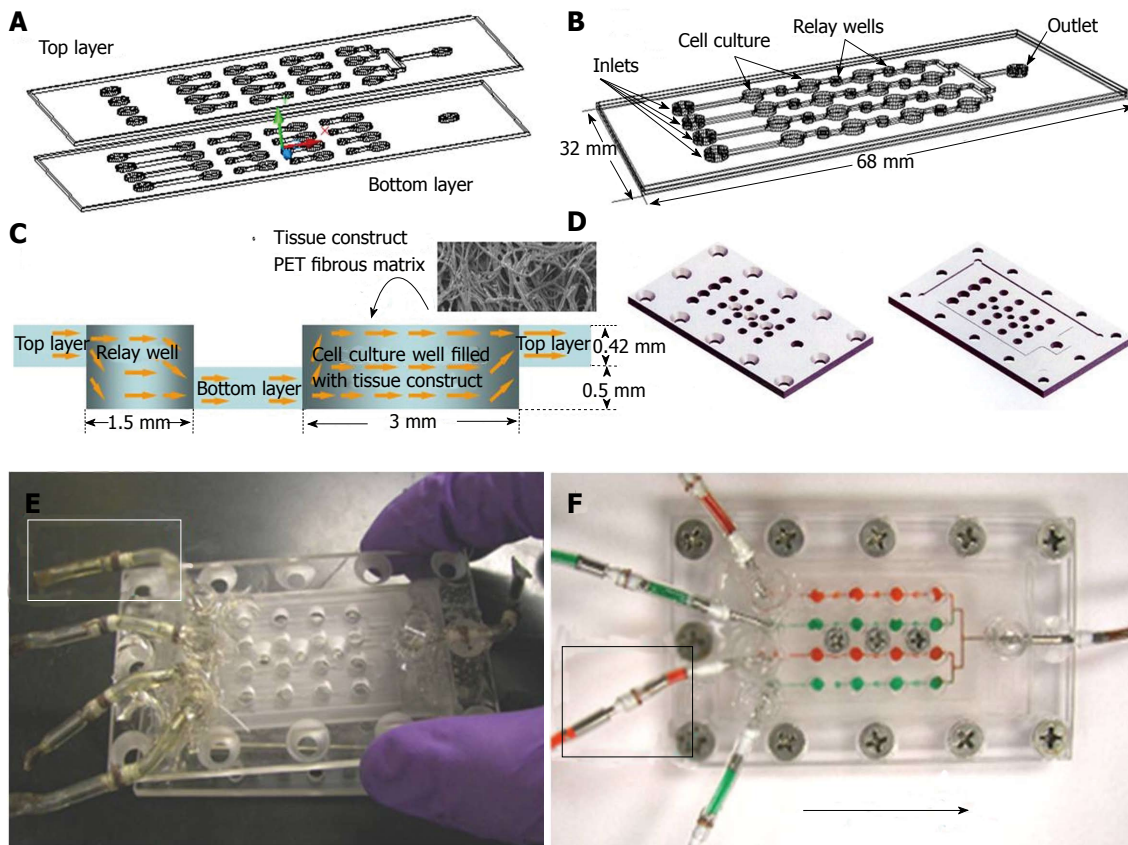 A
Top layer
Bottom layer
B
Cell culture
Relay wells
Outlet
Inlets
32 mm
68 mm
C
Tissue construct
PET fibrous matrix
Top layer
Relay well
Bottom layer
Cell culture well filled
with tissue construct
Top layer
0.42 mm
0.5 mm
1.5 mm
3 mm
D
E
F